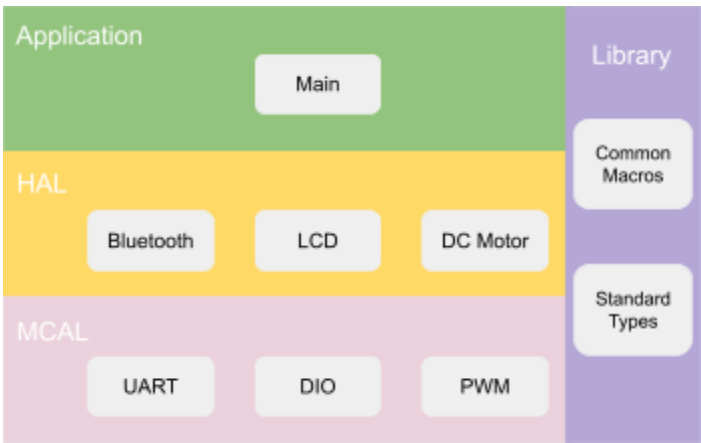 Application
Main
HAL
Bluetooth
LCD
DC Motor
MCAL
UART
DIO
PWM
Library
Common
Macros
Standard
Types